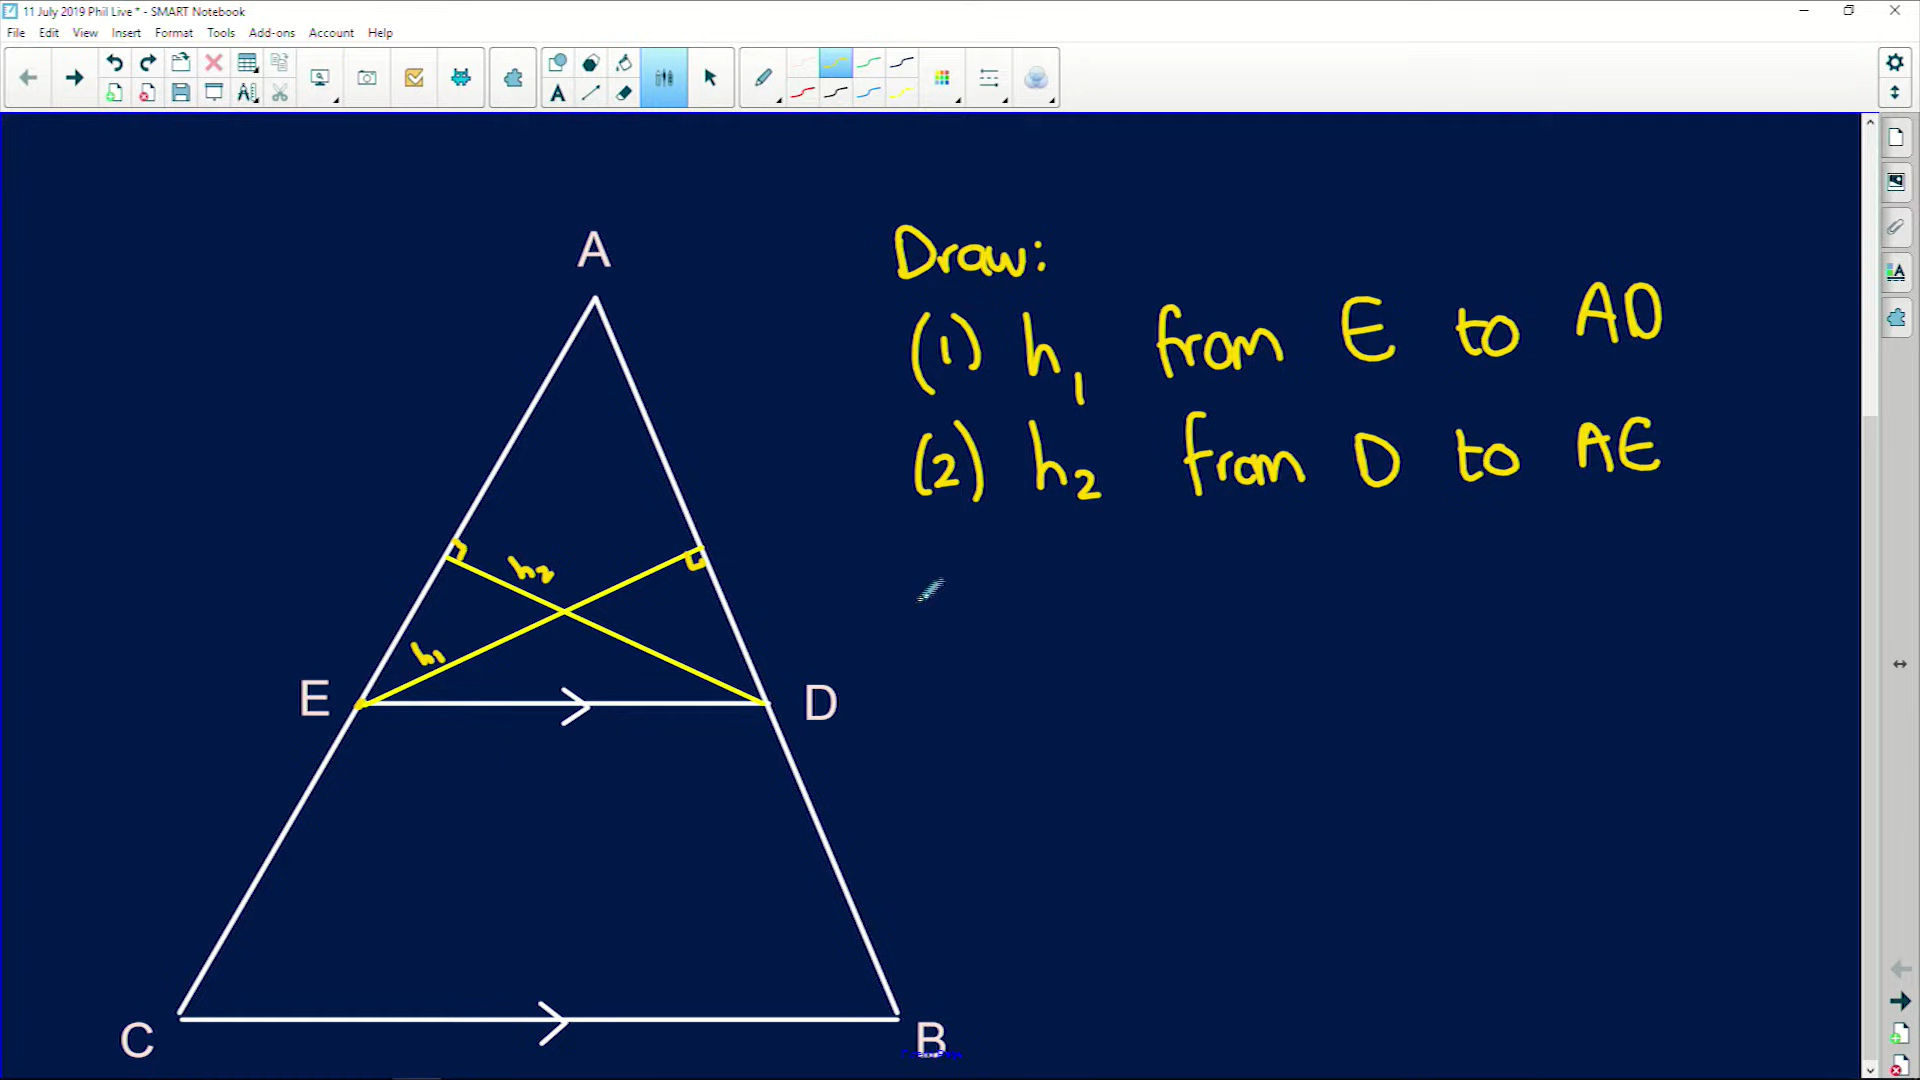 11 July 2019 Phil Live * - SMART Notebook
File Edit View Insert Format Tools Add-ons Account Help
A
Draw:
(1) h1 from E to AD
(2) h2 from D to AE
h2
h1
E
D
C
B